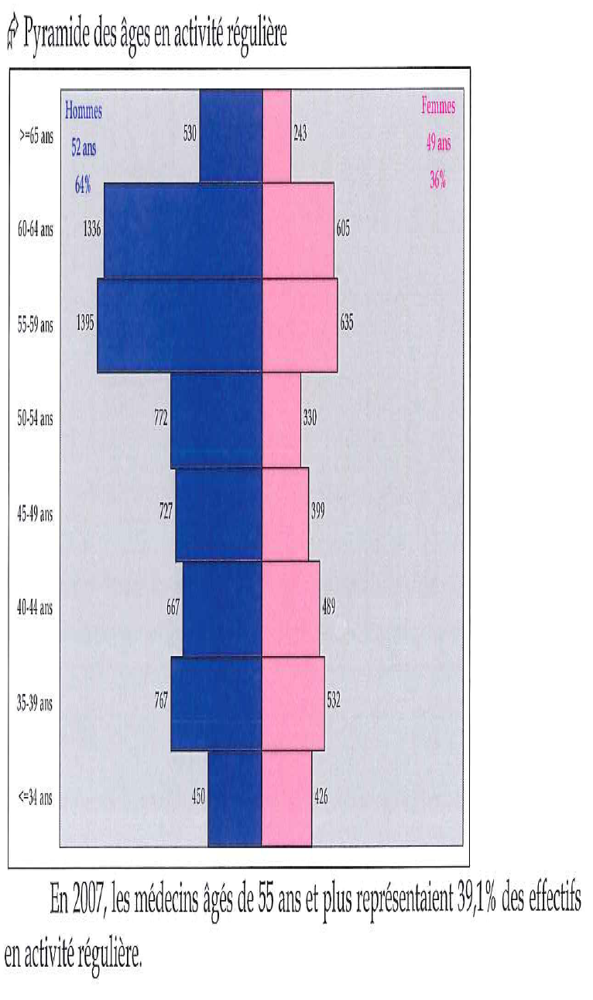 Pyramide des âges en activité régulière
Hommes
52 ans
64%
Femmes
49 ans
36%
>=65 ans 530 243
60-64 ans 1336 605
55-59 ans 1395 635
50-54 ans 772 330
45-49 ans 727 399
40-44 ans 667 489
35-39 ans 767 532
<=34 ans 450 426
En 2007, les médecins âgés de 55 ans et plus représentaient 39,1% des effectifs
en activité régulière.